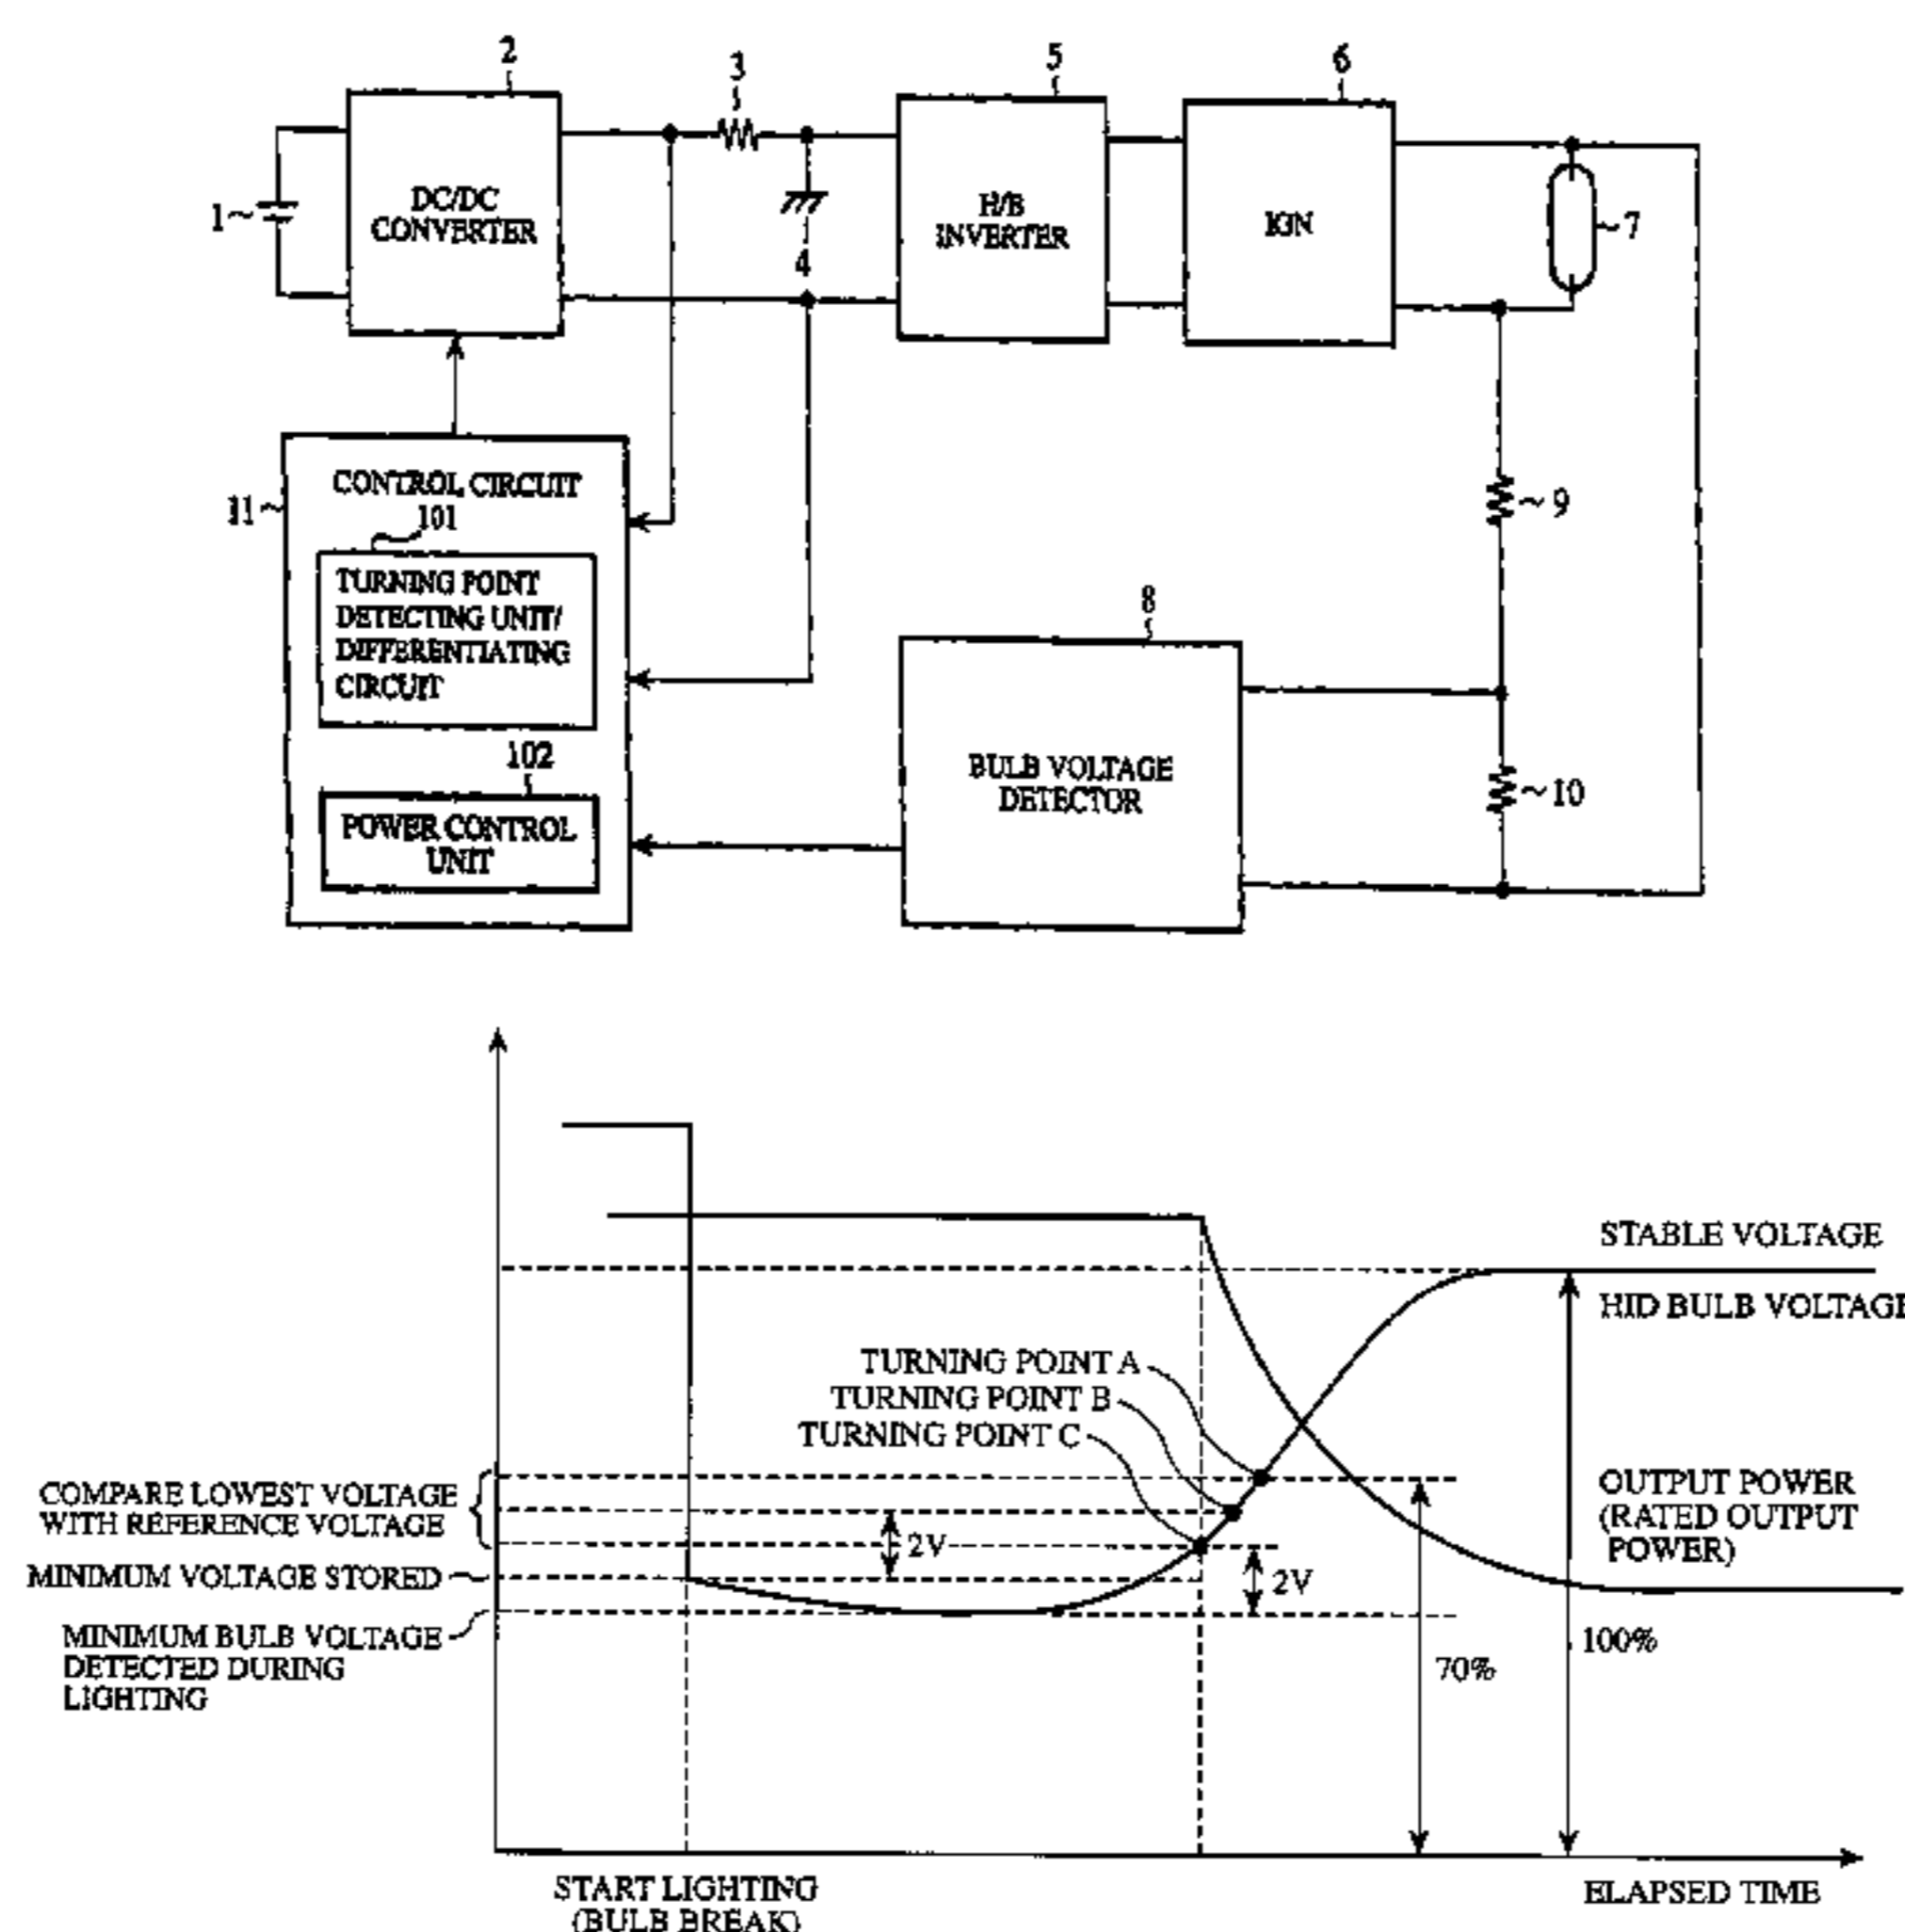 2
3
5
6
DC/DC
CONVERTER
H/B
INVERTER
IGN
1
7
4
11
CONTROL CIRCUIT
101
TURNING POINT
DETECTING UNIT/
DIFFERENTIATING
CIRCUIT
102
POWER CONTROL
UNIT
9
8
BULB VOLTAGE
DETECTOR
10
STABLE VOLTAGE
HID BULB VOLTAGE
TURNING POINT A
TURNING POINT B
TURNING POINT C
COMPARE LOWEST VOLTAGE
WITH REFERENCE VOLTAGE
OUTPUT POWER
(RATED OUTPUT
POWER)
2V
MINIMUM VOLTAGE STORED
2V
MINIMUM BULB VOLTAGE
DETECTED DURING
LIGHTING
70%
100%
START LIGHTING
(BULB BREAK)
ELAPSED TIME